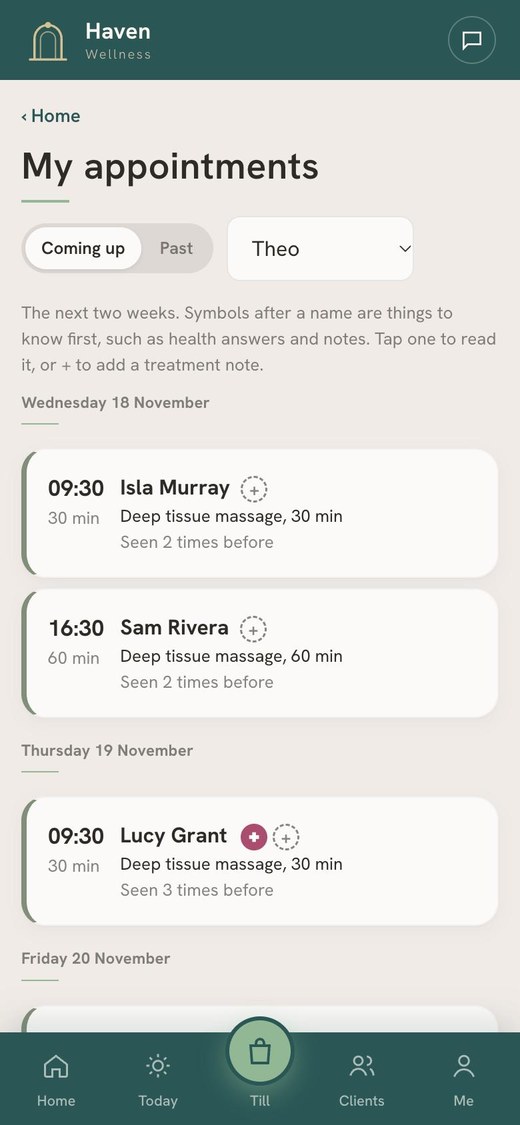 Haven
Wellness
‹ Home
My appointments
Coming up
Past
Theo
The next two weeks. Symbols after a name are things to
know first, such as health answers and notes. Tap one to read
it, or + to add a treatment note.
Wednesday 18 November
09:30 Isla Murray +
30 min Deep tissue massage, 30 min
Seen 2 times before
16:30 Sam Rivera +
60 min Deep tissue massage, 60 min
Seen 2 times before
Thursday 19 November
09:30 Lucy Grant +
30 min Deep tissue massage, 30 min
Seen 3 times before
Friday 20 November
Home
Today
Till
Clients
Me